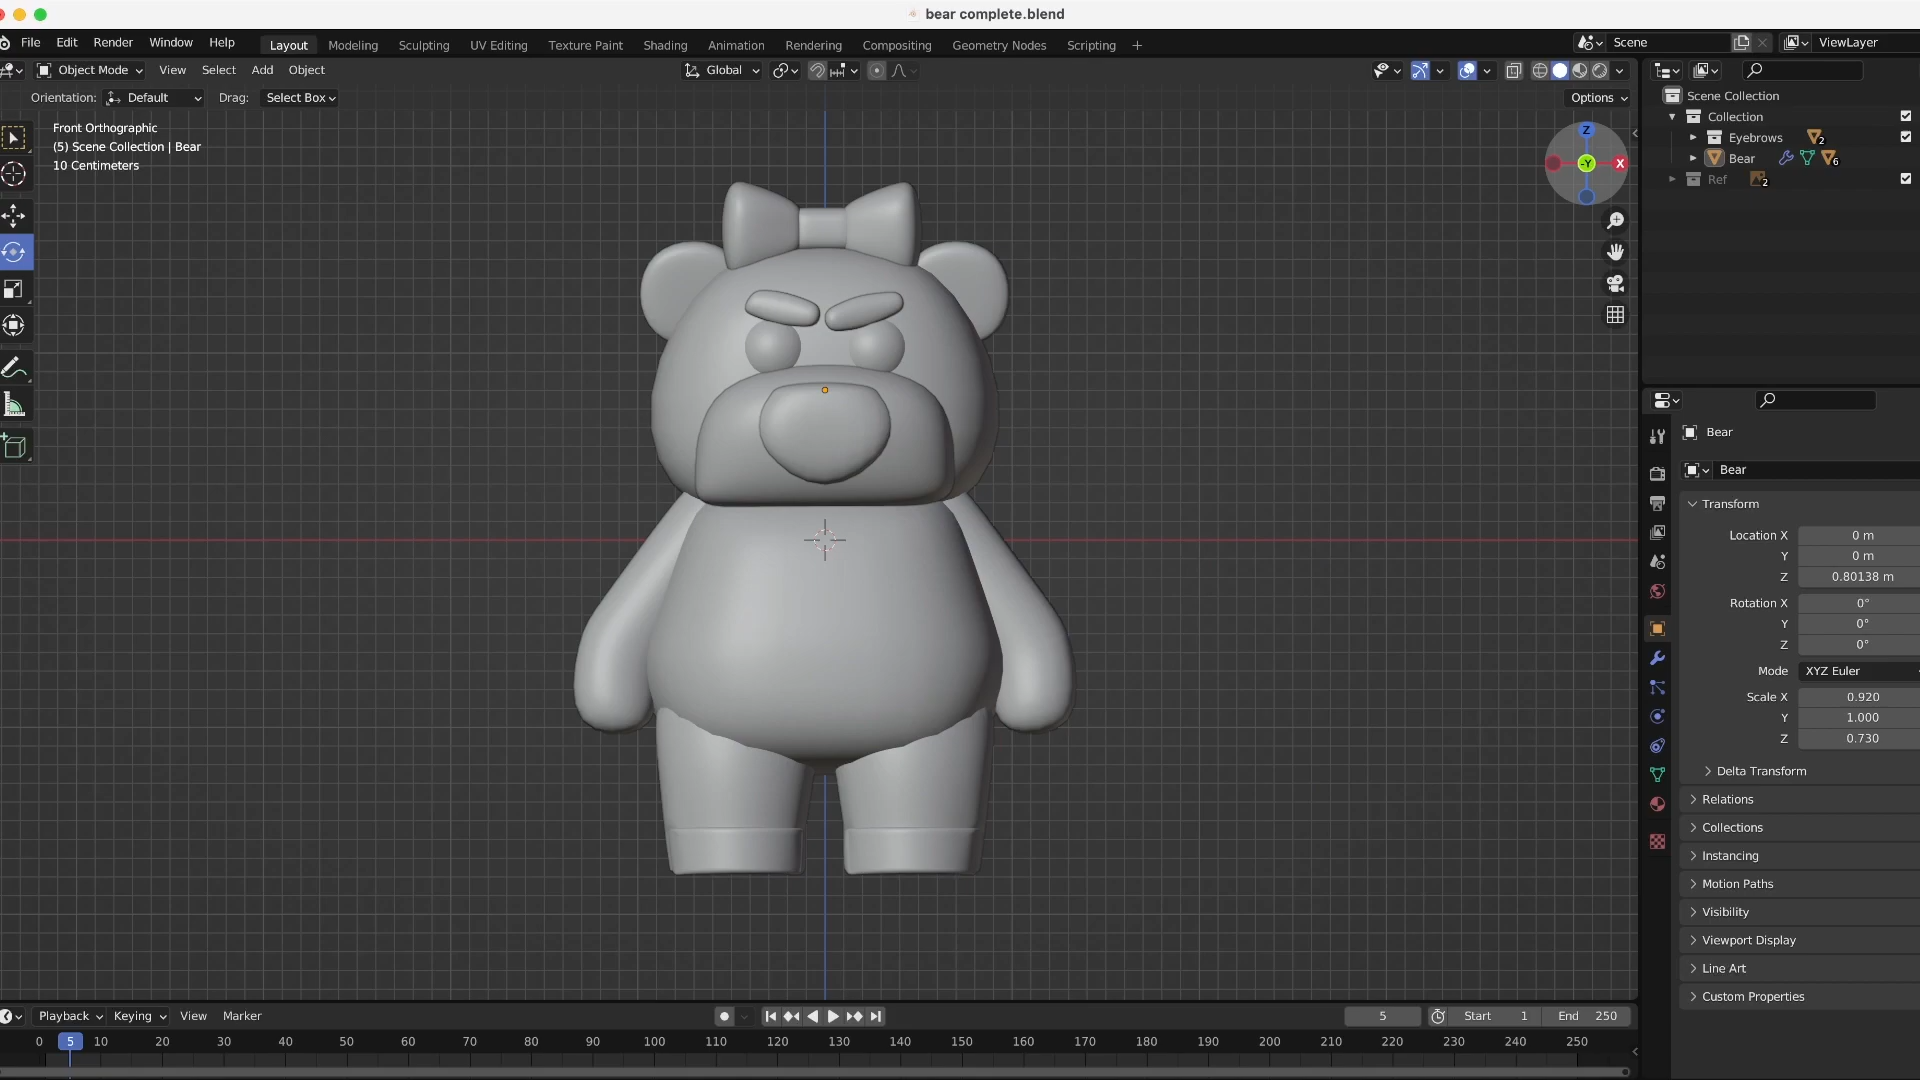 bear complete.blend
File Edit Render Window Help Layout Modeling Sculpting UV Editing Texture Paint Shading Animation Rendering Compositing Geometry Nodes Scripting + Scene ViewLayer
Object Mode View Select Add Object Global
Orientation: Default Drag: Select Box Options
Front Orthographic
(5) Scene Collection | Bear
10 Centimeters
Z
-Y
X
Scene Collection
Collection
Eyebrows 2
Bear 6
Ref 2
Bear
Bear
Transform
Location X 0 m
Y 0 m
Z 0.80138 m
Rotation X 0°
Y 0°
Z 0°
Mode XYZ Euler
Scale X 0.920
Y 1.000
Z 0.730
Delta Transform
Relations
Collections
Instancing
Motion Paths
Visibility
Viewport Display
Line Art
Custom Properties
Playback Keying View Marker 5 Start 1 End 250
0 5 10 20 30 40 50 60 70 80 90 100 110 120 130 140 150 160 170 180 190 200 210 220 230 240 250